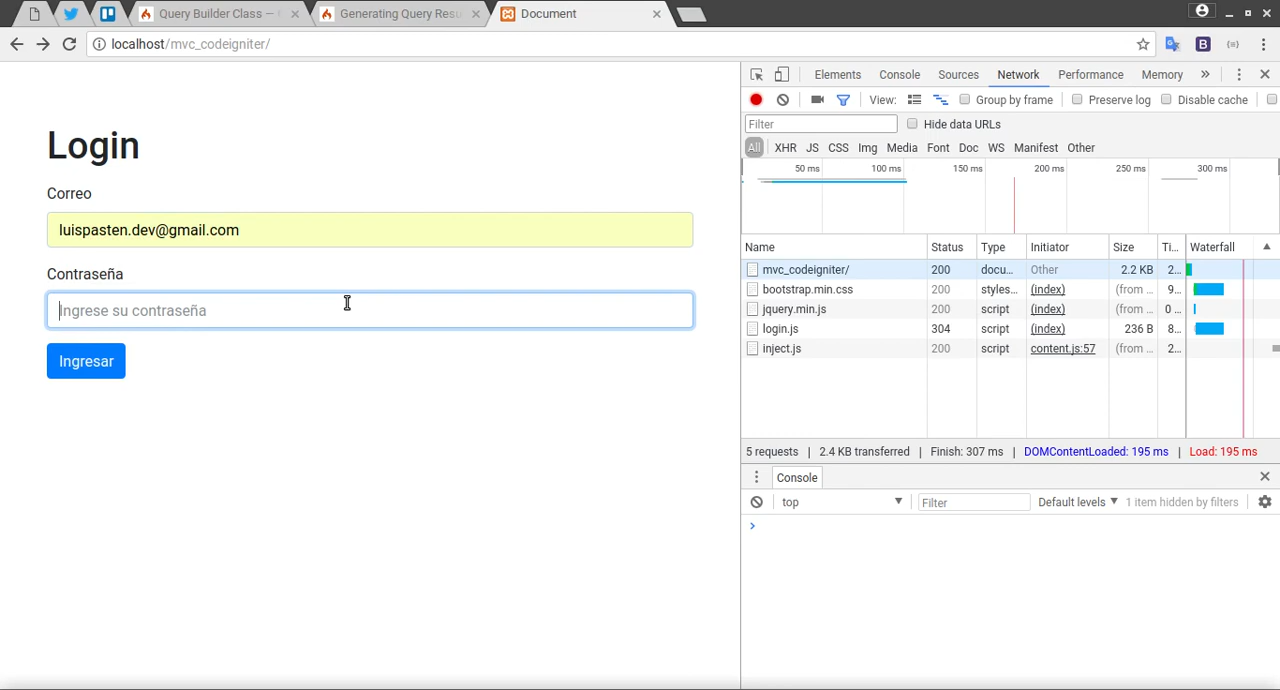 Query Builder Class —
Generating Query Resu
Document
localhost/mvc_codeigniter/
Login
Correo
luispasten.dev@gmail.com
Contraseña
Ingrese su contraseña
Ingresar
Elements Console Sources Network Performance Memory »
View: Group by frame Preserve log Disable cache
Filter Hide data URLs
All XHR JS CSS Img Media Font Doc WS Manifest Other
50 ms 100 ms 150 ms 200 ms 250 ms 300 ms
Name Status Type Initiator Size Ti... Waterfall
mvc_codeigniter/ 200 docu... Other 2.2 KB 2...
bootstrap.min.css 200 styles... (index) (from ... 9...
jquery.min.js 200 script (index) (from ... 0 ...
login.js 304 script (index) 236 B 8...
inject.js 200 script content.js:57 (from ... 2...
5 requests | 2.4 KB transferred | Finish: 307 ms | DOMContentLoaded: 195 ms | Load: 195 ms
Console
top Filter Default levels 1 item hidden by filters